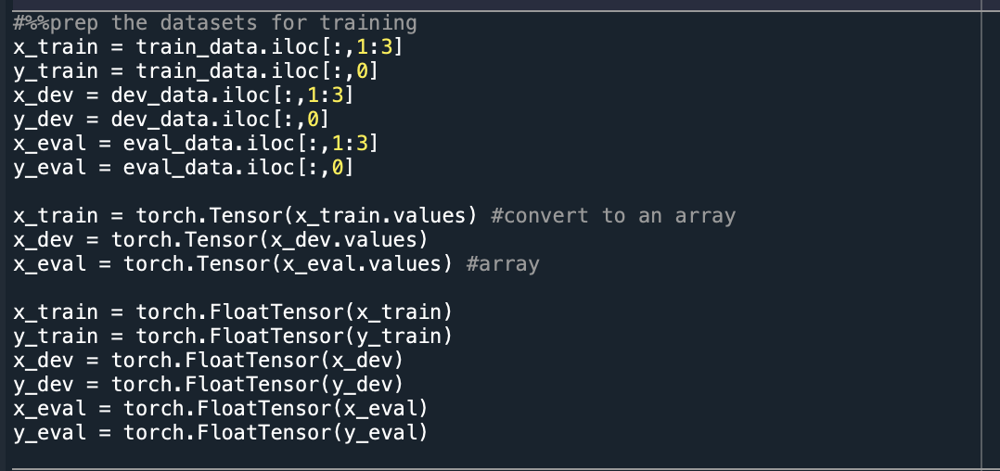 #%%prep the datasets for training
x_train = train_data.iloc[:,1:3]
y_train = train_data.iloc[:,0]
x_dev = dev_data.iloc[:,1:3]
y_dev = dev_data.iloc[:,0]
x_eval = eval_data.iloc[:,1:3]
y_eval = eval_data.iloc[:,0]
x_train = torch.Tensor(x_train.values) #convert to an array
x_dev = torch.Tensor(x_dev.values)
x_eval = torch.Tensor(x_eval.values) #array
x_train = torch.FloatTensor(x_train)
y_train = torch.FloatTensor(y_train)
x_dev = torch.FloatTensor(x_dev)
y_dev = torch.FloatTensor(y_dev)
x_eval = torch.FloatTensor(x_eval)
y_eval = torch.FloatTensor(y_eval)